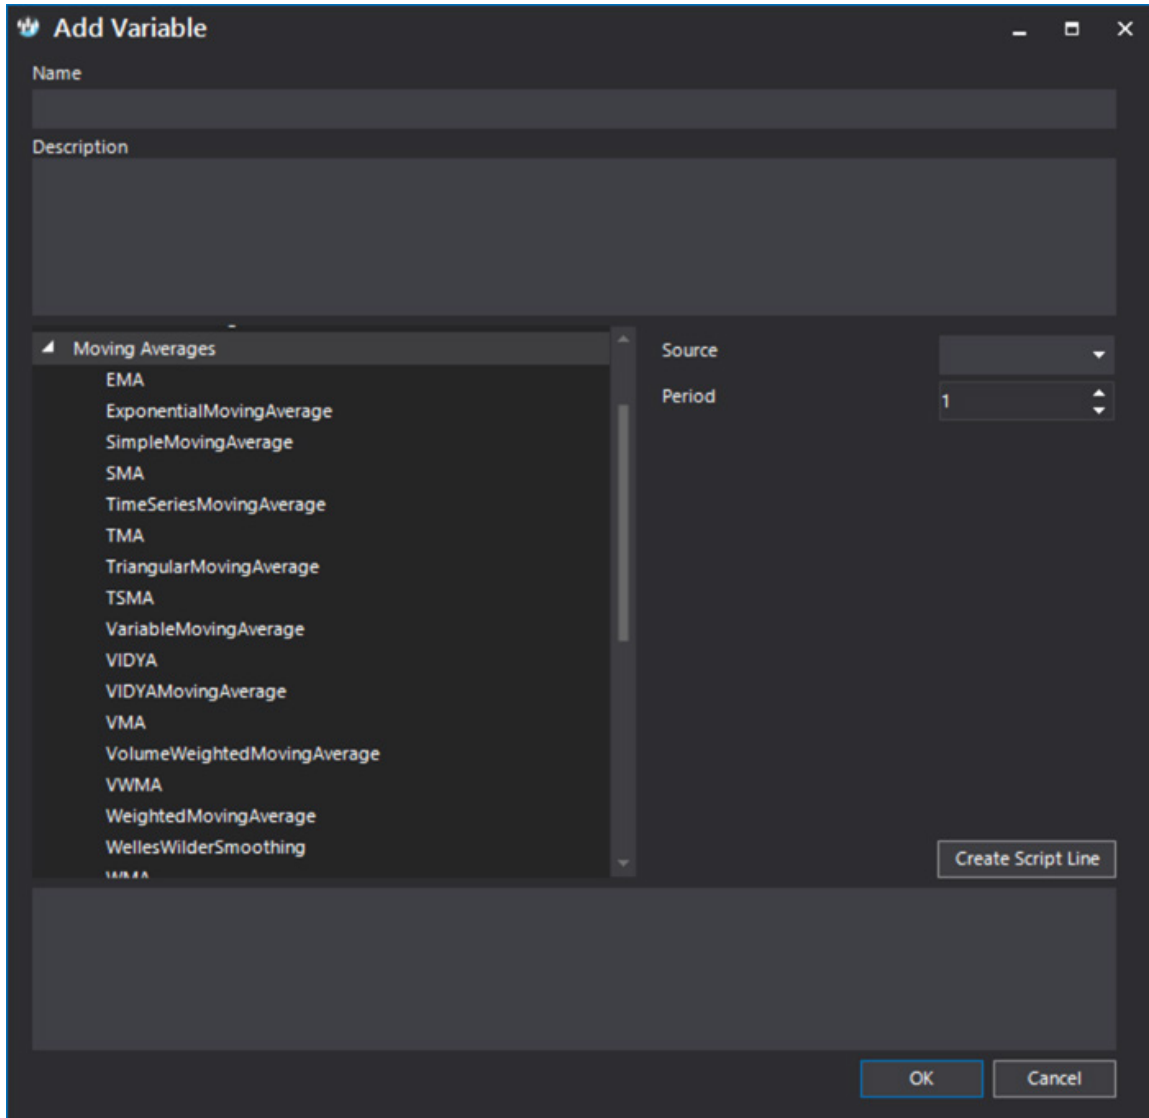 Add Variable
Name
Description
Moving Averages
EMA
ExponentialMovingAverage
SimpleMovingAverage
SMA
TimeSeriesMovingAverage
TMA
TriangularMovingAverage
TSMA
VariableMovingAverage
VIDYA
VIDYAMovingAverage
VMA
VolumeWeightedMovingAverage
VWMA
WeightedMovingAverage
WellesWilderSmoothing
WMA
Source
Period
1
Create Script Line
OK
Cancel